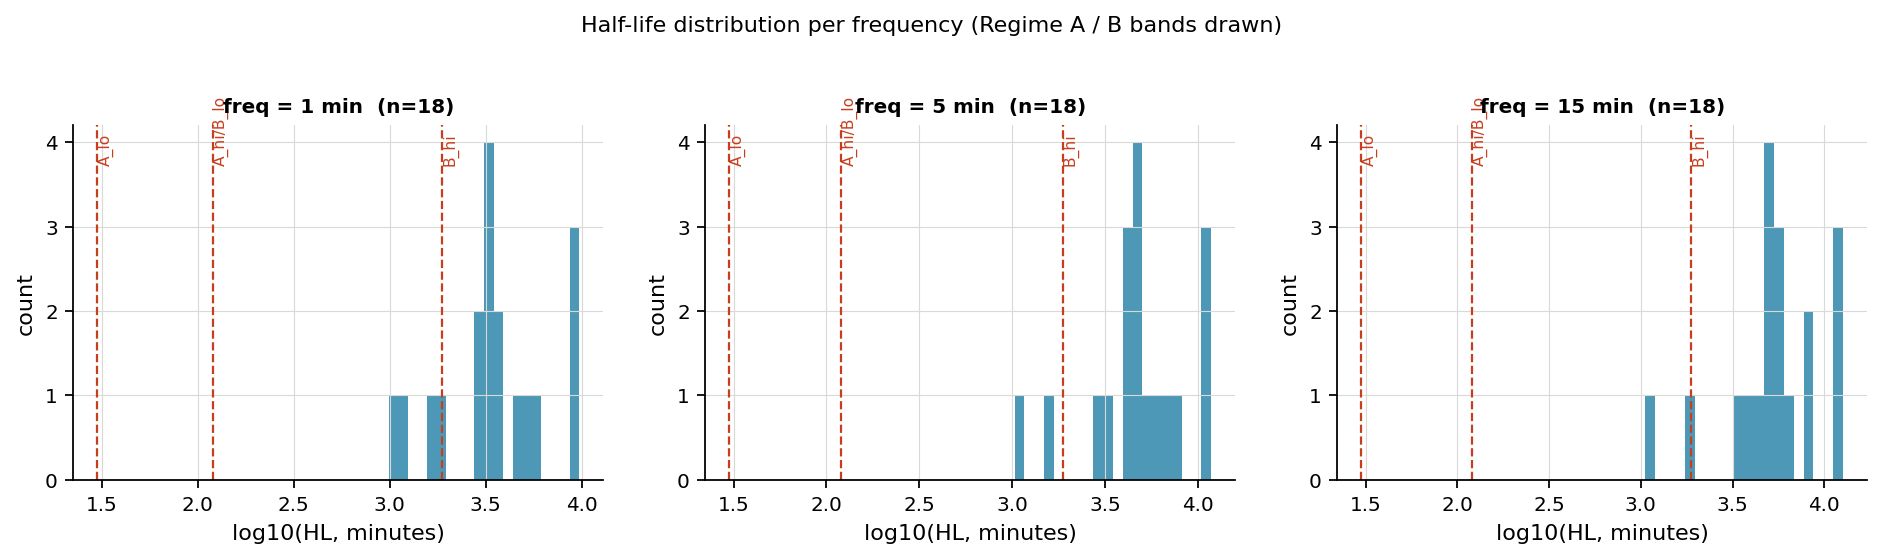 Half-life distribution per frequency (Regime A / B bands drawn)
freq = 1 min  (n=18)
A_lo
A_hi/B_lo
B_hi
count
4
3
2
1
0
1.5 2.0 2.5 3.0 3.5 4.0
log10(HL, minutes)
freq = 5 min  (n=18)
A_lo
A_hi/B_lo
B_hi
count
4
3
2
1
0
1.5 2.0 2.5 3.0 3.5 4.0
log10(HL, minutes)
freq = 15 min  (n=18)
A_lo
A_hi/B_lo
B_hi
count
4
3
2
1
0
1.5 2.0 2.5 3.0 3.5 4.0
log10(HL, minutes)